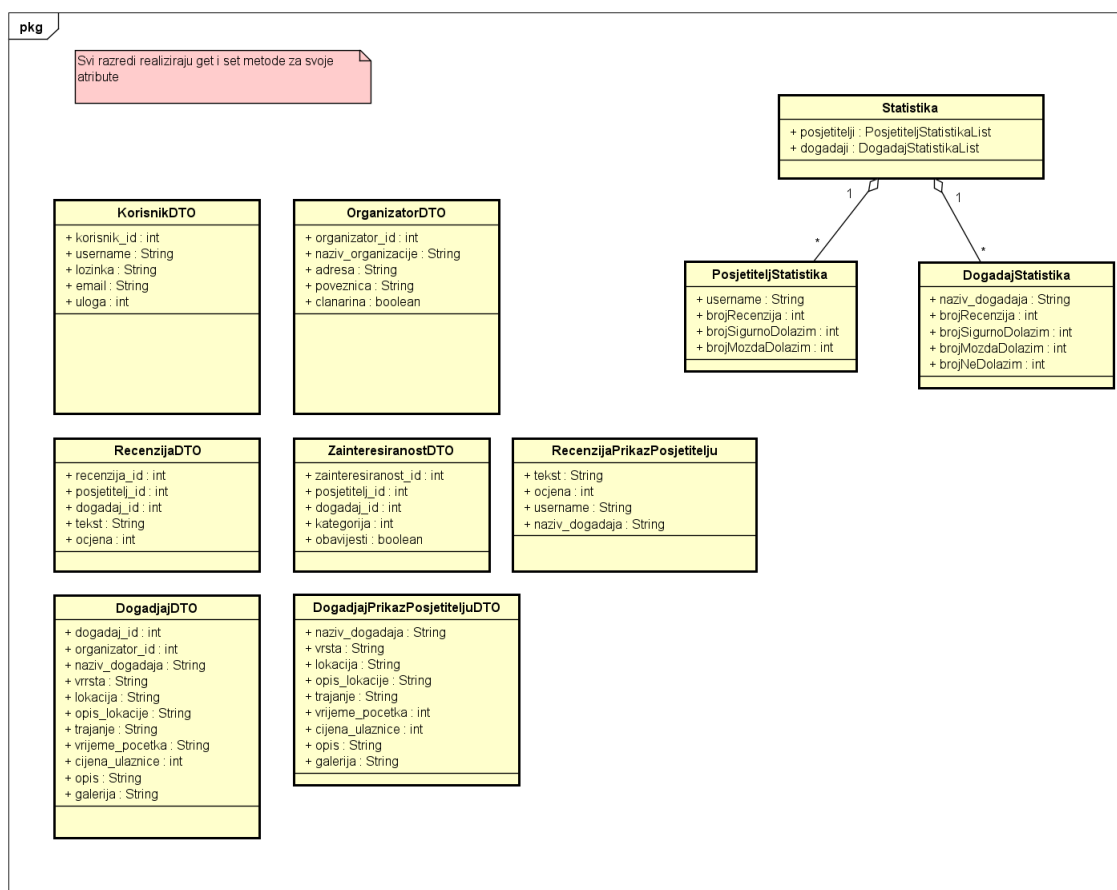 pkg
Svi razredi realiziraju get i set metode za svoje
atribute
Statistika
+ posjetitelji : PosjetiteljStatistikaList
+ dogadaji : DogadajStatistikaList
1
1
*
*
KorisnikDTO
+ korisnik_id : int
+ username : String
+ lozinka : String
+ email : String
+ uloga : int
OrganizatorDTO
+ organizator_id : int
+ naziv_organizacije : String
+ adresa : String
+ poveznica : String
+ clanarina : boolean
PosjetiteljStatistika
+ username : String
+ brojRecenzija : int
+ brojSigurnoDolazim : int
+ brojMozdaDolazim : int
DogadajStatistika
+ naziv_dogadaja : String
+ brojRecenzija : int
+ brojSigurnoDolazim : int
+ brojMozdaDolazim : int
+ brojNeDolazim : int
RecenzijaDTO
+ recenzija_id : int
+ posjetitelj_id : int
+ dogadaj_id : int
+ tekst : String
+ ocjena : int
ZainteresiranostDTO
+ zainteresiranost_id : int
+ posjetitelj_id : int
+ dogadaj_id : int
+ kategorija : int
+ obavijesti : boolean
RecenzijaPrikazPosjetitelju
+ tekst : String
+ ocjena : int
+ username : String
+ naziv_dogadaja : String
DogadjajDTO
+ dogadaj_id : int
+ organizator_id : int
+ naziv_dogadaja : String
+ vrrsta : String
+ lokacija : String
+ opis_lokacije : String
+ trajanje : String
+ vrijeme_pocetka : String
+ cijena_ulaznice : int
+ opis : String
+ galerija : String
DogadjajPrikazPosjetiteljuDTO
+ naziv_dogadaja : String
+ vrsta : String
+ lokacija : String
+ opis_lokacije : String
+ trajanje : String
+ vrijeme_pocetka : int
+ cijena_ulaznice : int
+ opis : String
+ galerija : String